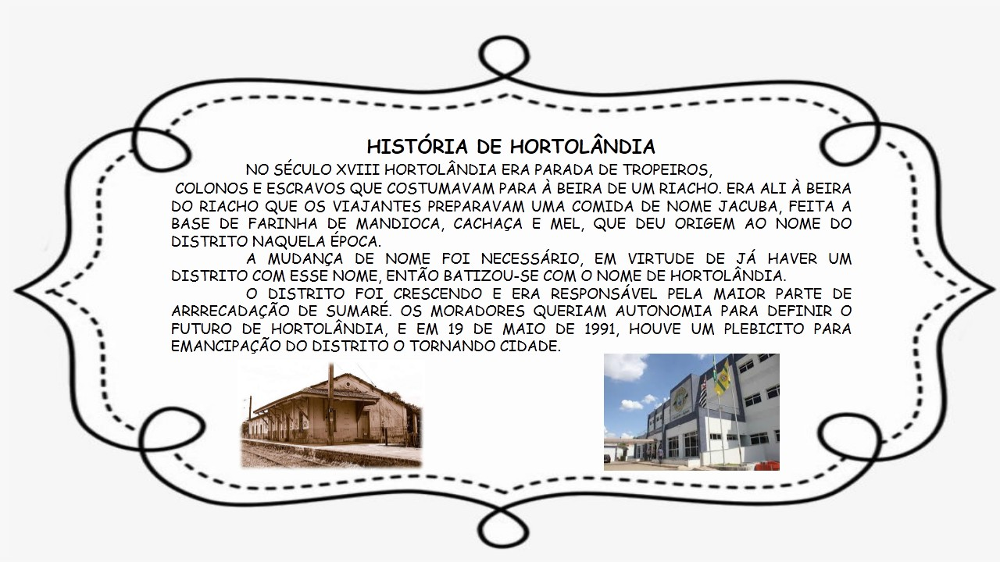 HISTÓRIA DE HORTOLÂNDIA
NO SÉCULO XVIII HORTOLÂNDIA ERA PARADA DE TROPEIROS,
COLONOS E ESCRAVOS QUE COSTUMAVAM PARA À BEIRA DE UM RIACHO. ERA ALI À BEIRA
DO RIACHO QUE OS VIAJANTES PREPARAVAM UMA COMIDA DE NOME JACUBA, FEITA A
BASE DE FARINHA DE MANDIOCA, CACHAÇA E MEL, QUE DEU ORIGEM AO NOME DO
DISTRITO NAQUELA ÉPOCA.
A MUDANÇA DE NOME FOI NECESSÁRIO, EM VIRTUDE DE JÁ HAVER UM
DISTRITO COM ESSE NOME, ENTÃO BATIZOU-SE COM O NOME DE HORTOLÂNDIA.
O DISTRITO FOI CRESCENDO E ERA RESPONSÁVEL PELA MAIOR PARTE DE
ARRRECADAÇÃO DE SUMARÉ. OS MORADORES QUERIAM AUTONOMIA PARA DEFINIR O
FUTURO DE HORTOLÂNDIA, E EM 19 DE MAIO DE 1991, HOUVE UM PLEBICITO PARA
EMANCIPAÇÃO DO DISTRITO O TORNANDO CIDADE.